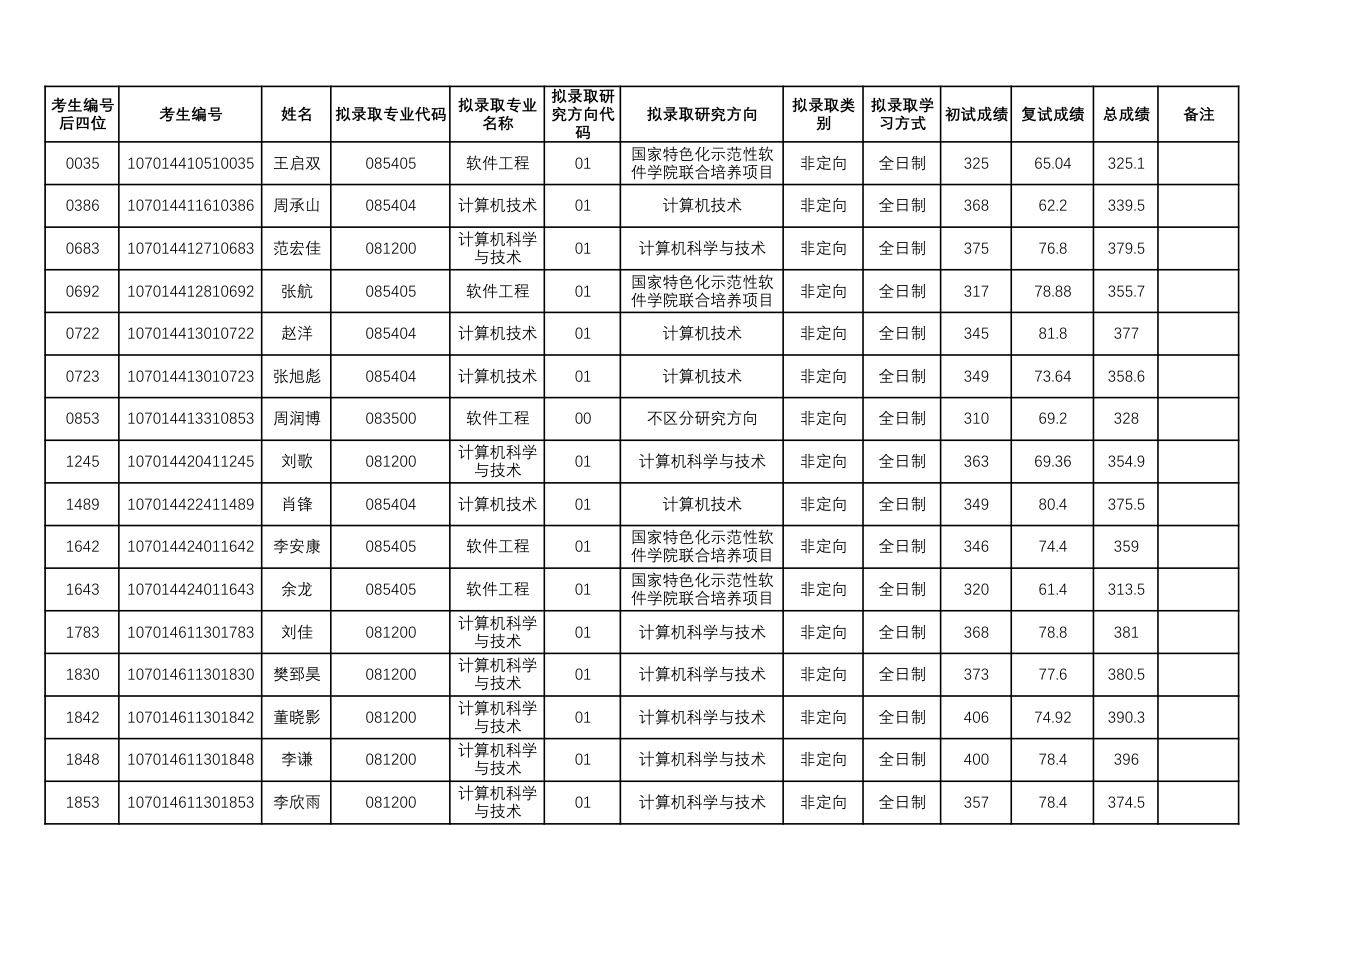 考生编号后四位 考生编号 姓名 拟录取专业代码 拟录取专业名称 拟录取研究方向代码 拟录取研究方向 拟录取类别 拟录取学习方式 初试成绩 复试成绩 总成绩 备注
0035 107014410510035 王启双 085405 软件工程 01 国家特色化示范性软件学院联合培养项目 非定向 全日制 325 65.04 325.1
0386 107014411610386 周承山 085404 计算机技术 01 计算机技术 非定向 全日制 368 62.2 339.5
0683 107014412710683 范宏佳 081200 计算机科学与技术 01 计算机科学与技术 非定向 全日制 375 76.8 379.5
0692 107014412810692 张航 085405 软件工程 01 国家特色化示范性软件学院联合培养项目 非定向 全日制 317 78.88 355.7
0722 107014413010722 赵洋 085404 计算机技术 01 计算机技术 非定向 全日制 345 81.8 377
0723 107014413010723 张旭彪 085404 计算机技术 01 计算机技术 非定向 全日制 349 73.64 358.6
0853 107014413310853 周润博 083500 软件工程 00 不区分研究方向 非定向 全日制 310 69.2 328
1245 107014420411245 刘歌 081200 计算机科学与技术 01 计算机科学与技术 非定向 全日制 363 69.36 354.9
1489 107014422411489 肖锋 085404 计算机技术 01 计算机技术 非定向 全日制 349 80.4 375.5
1642 107014424011642 李安康 085405 软件工程 01 国家特色化示范性软件学院联合培养项目 非定向 全日制 346 74.4 359
1643 107014424011643 余龙 085405 软件工程 01 国家特色化示范性软件学院联合培养项目 非定向 全日制 320 61.4 313.5
1783 107014611301783 刘佳 081200 计算机科学与技术 01 计算机科学与技术 非定向 全日制 368 78.8 381
1830 107014611301830 樊郅昊 081200 计算机科学与技术 01 计算机科学与技术 非定向 全日制 373 77.6 380.5
1842 107014611301842 董晓影 081200 计算机科学与技术 01 计算机科学与技术 非定向 全日制 406 74.92 390.3
1848 107014611301848 李谦 081200 计算机科学与技术 01 计算机科学与技术 非定向 全日制 400 78.4 396
1853 107014611301853 李欣雨 081200 计算机科学与技术 01 计算机科学与技术 非定向 全日制 357 78.4 374.5